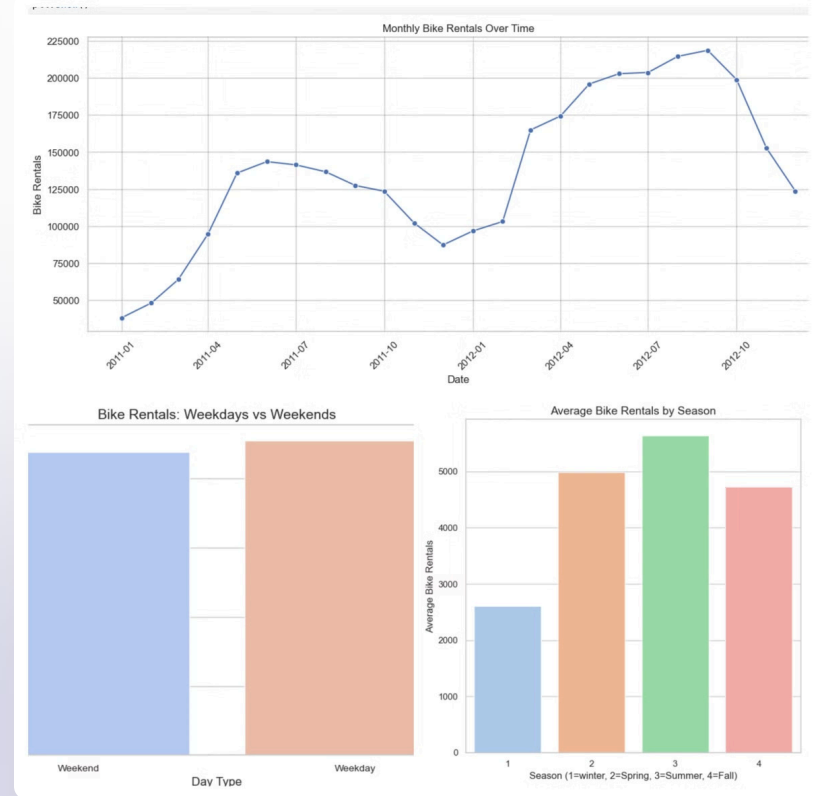 Monthly Bike Rentals Over Time
225000
200000
175000
150000
125000
100000
75000
50000
Bike Rentals
2011-01
2011-04
2011-07
2011-10
2012-01
2012-04
2012-07
2012-10
Date
Bike Rentals: Weekdays vs Weekends
Weekend
Weekday
Day Type
Average Bike Rentals by Season
5000
4000
3000
2000
1000
0
Average Bike Rentals
1
2
3
4
Season (1=winter, 2=Spring, 3=Summer, 4=Fall)